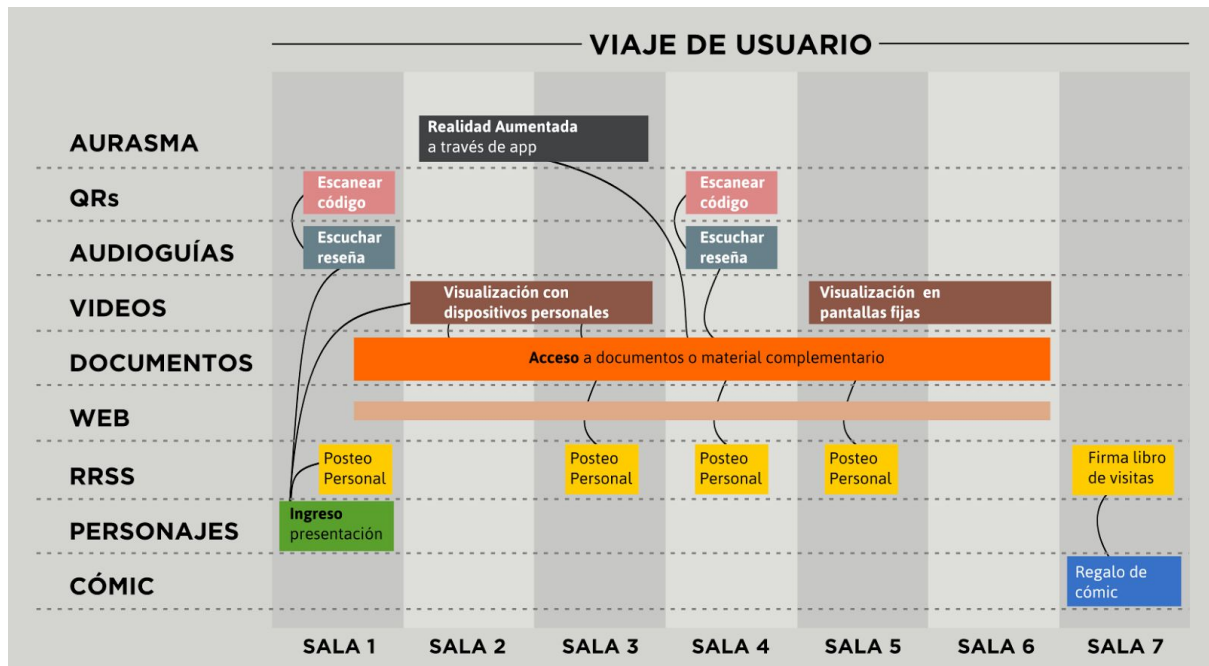 VIAJE DE USUARIO
AURASMA
Realidad Aumentada
a través de app
QRs
Escanear
código
Escanear
código
AUDIOGUÍAS
Escuchar
reseña
Escuchar
reseña
VIDEOS
Visualización con
dispositivos personales
Visualización en
pantallas fijas
DOCUMENTOS
Acceso a documentos o material complementario
WEB
RRSS
Posteo
Personal
Posteo
Personal
Posteo
Personal
Posteo
Personal
Firma libro
de visitas
PERSONAJES
Ingreso
presentación
CÓMIC
Regalo de
cómic
SALA 1
SALA 2
SALA 3
SALA 4
SALA 5
SALA 6
SALA 7